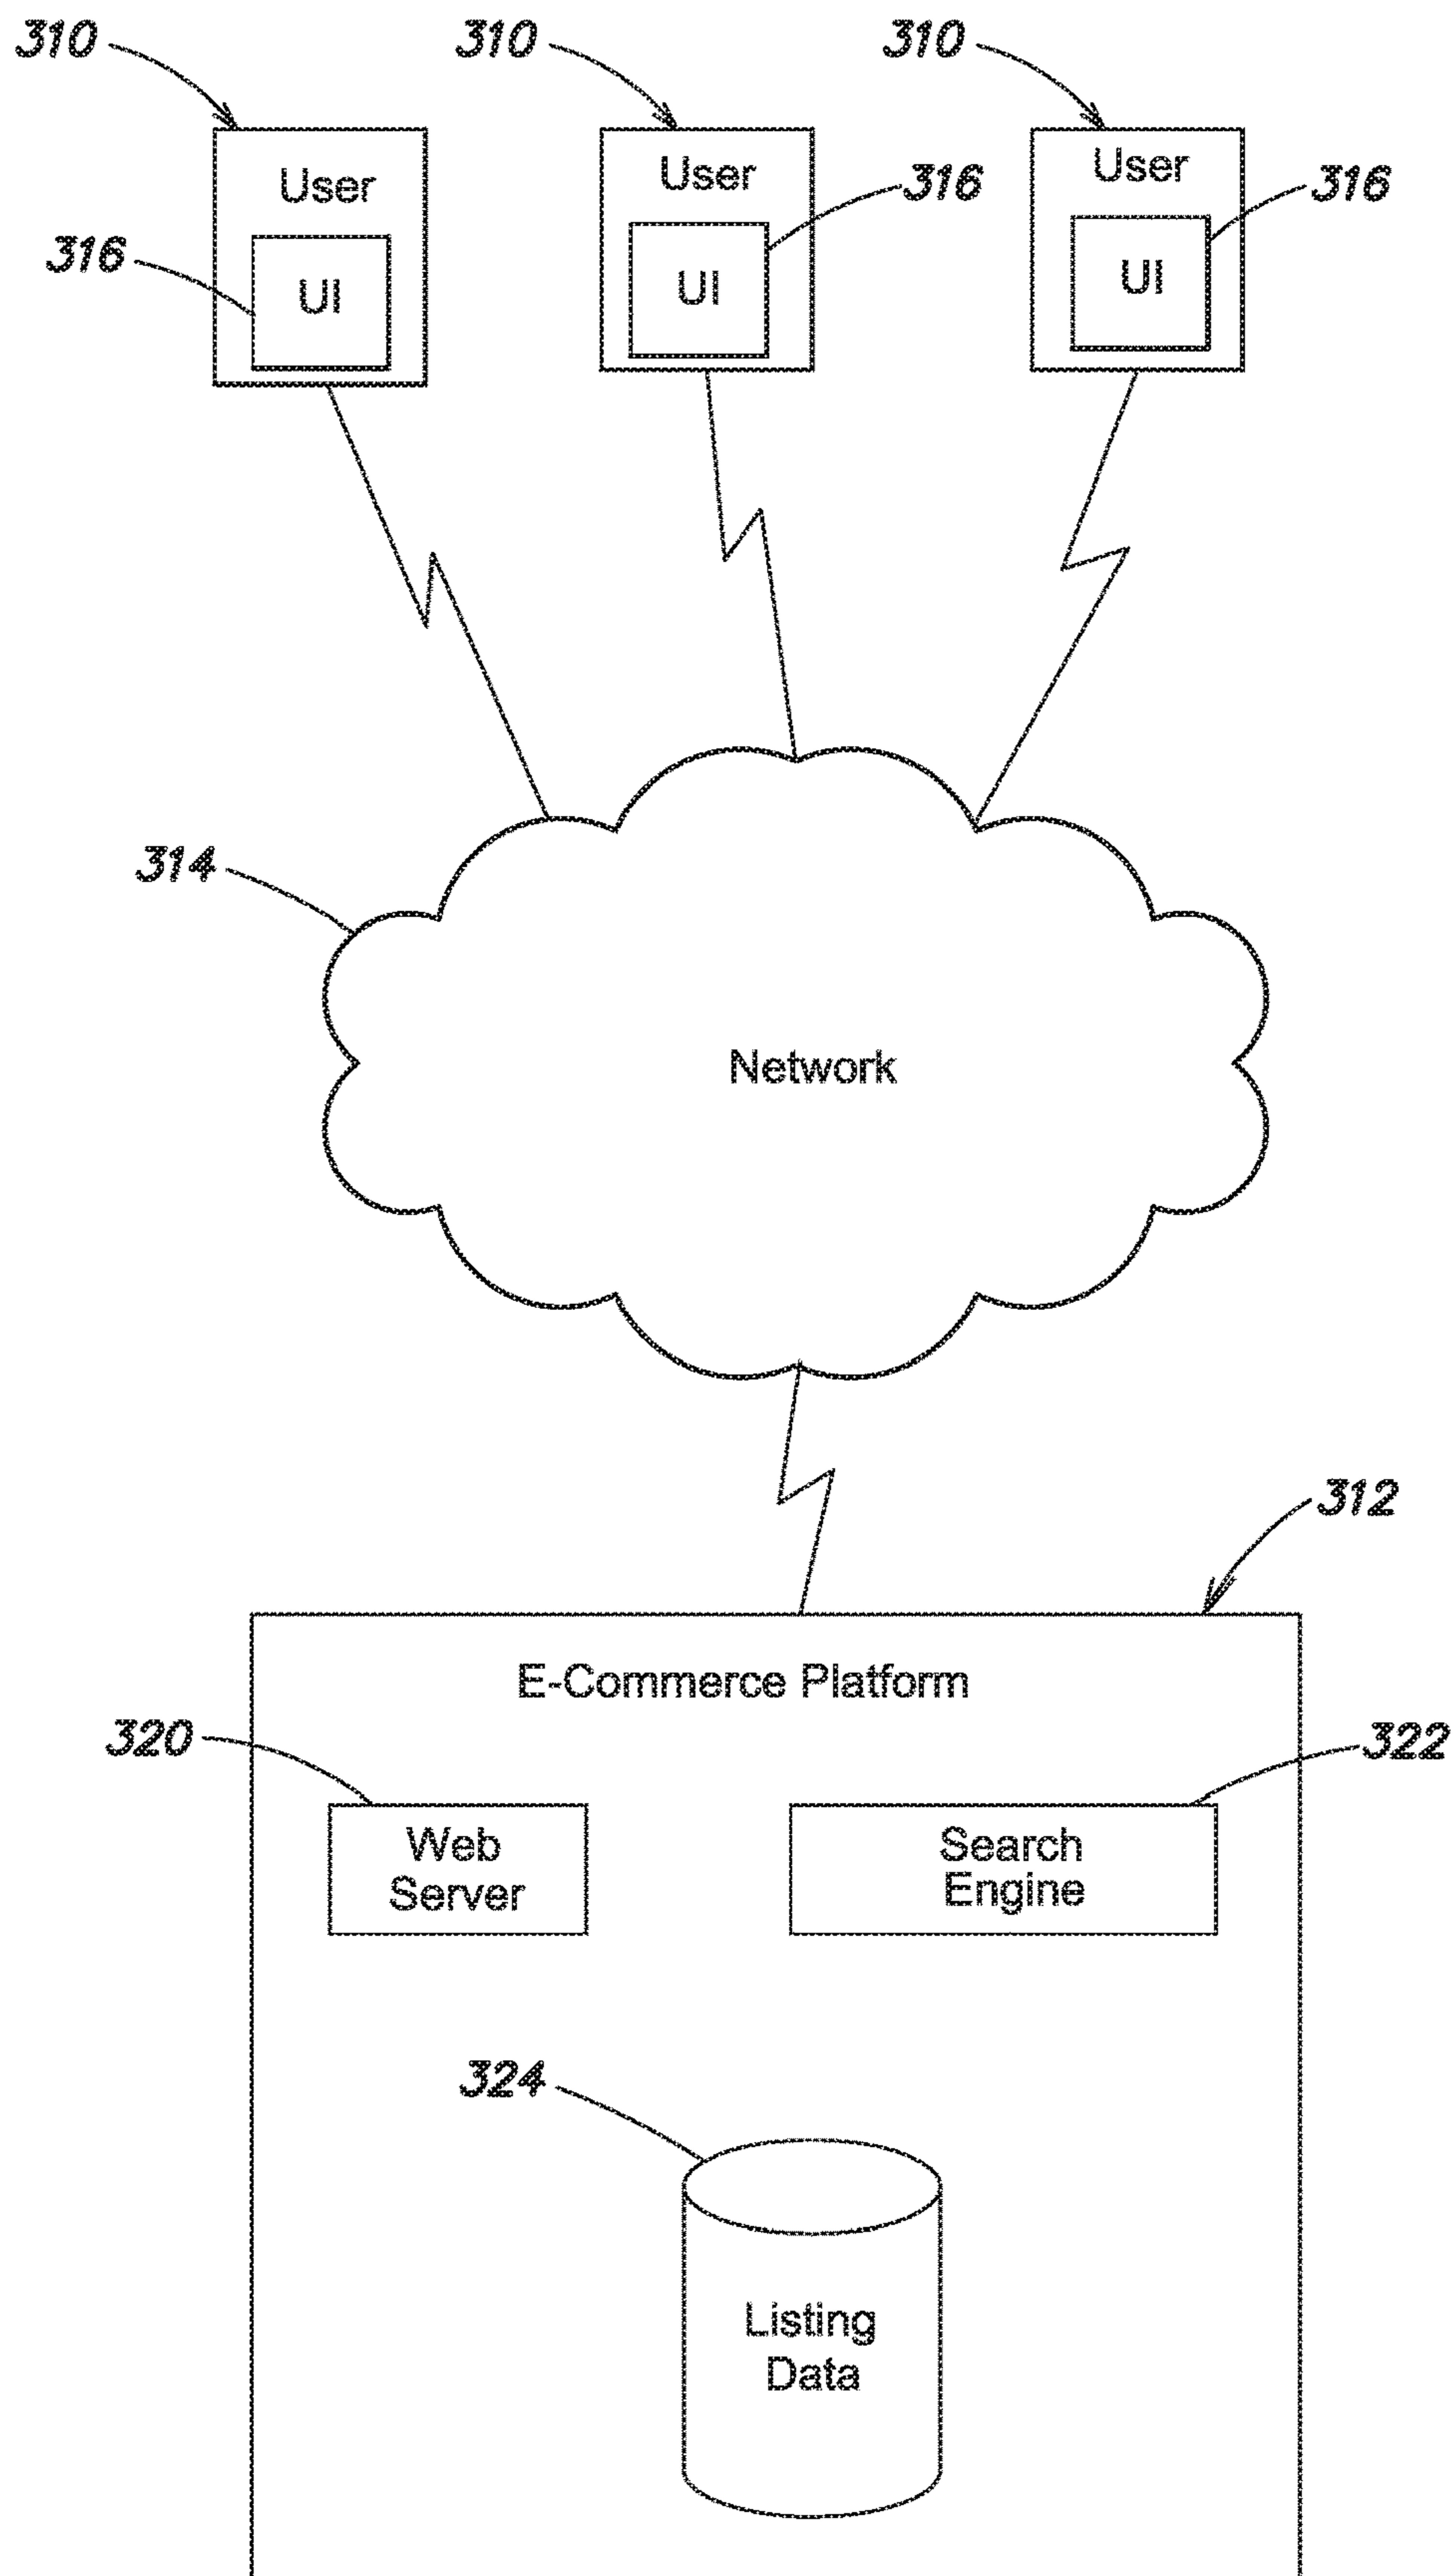 310 310 310
User User User
316 316 316
UI UI UI
314
Network
312
E-Commerce Platform
320 322
Web
Server
Search
Engine
324
Listing
Data